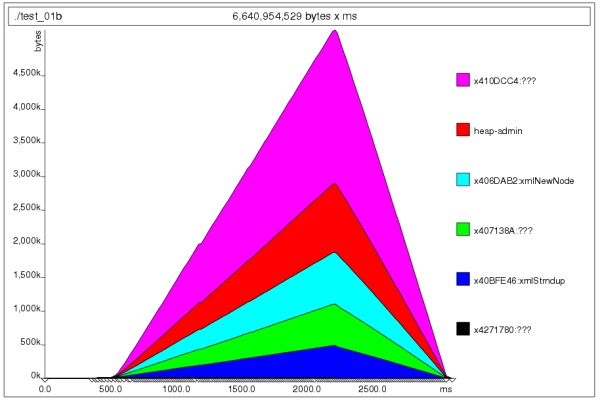 ./test_01b 6,640,954,529 bytes x ms
bytes
4,500k
4,000k
3,500k
3,000k
2,500k
2,000k
1,500k
1,000k
500k
0k
0.0 500.0 1000.0 1500.0 2000.0 2500.0 ms
x410DCC4:???
heap-admin
x406DAB2:xmlNewNode
x407138A:???
x40BFE46:xmlStrndup
x4271780:???